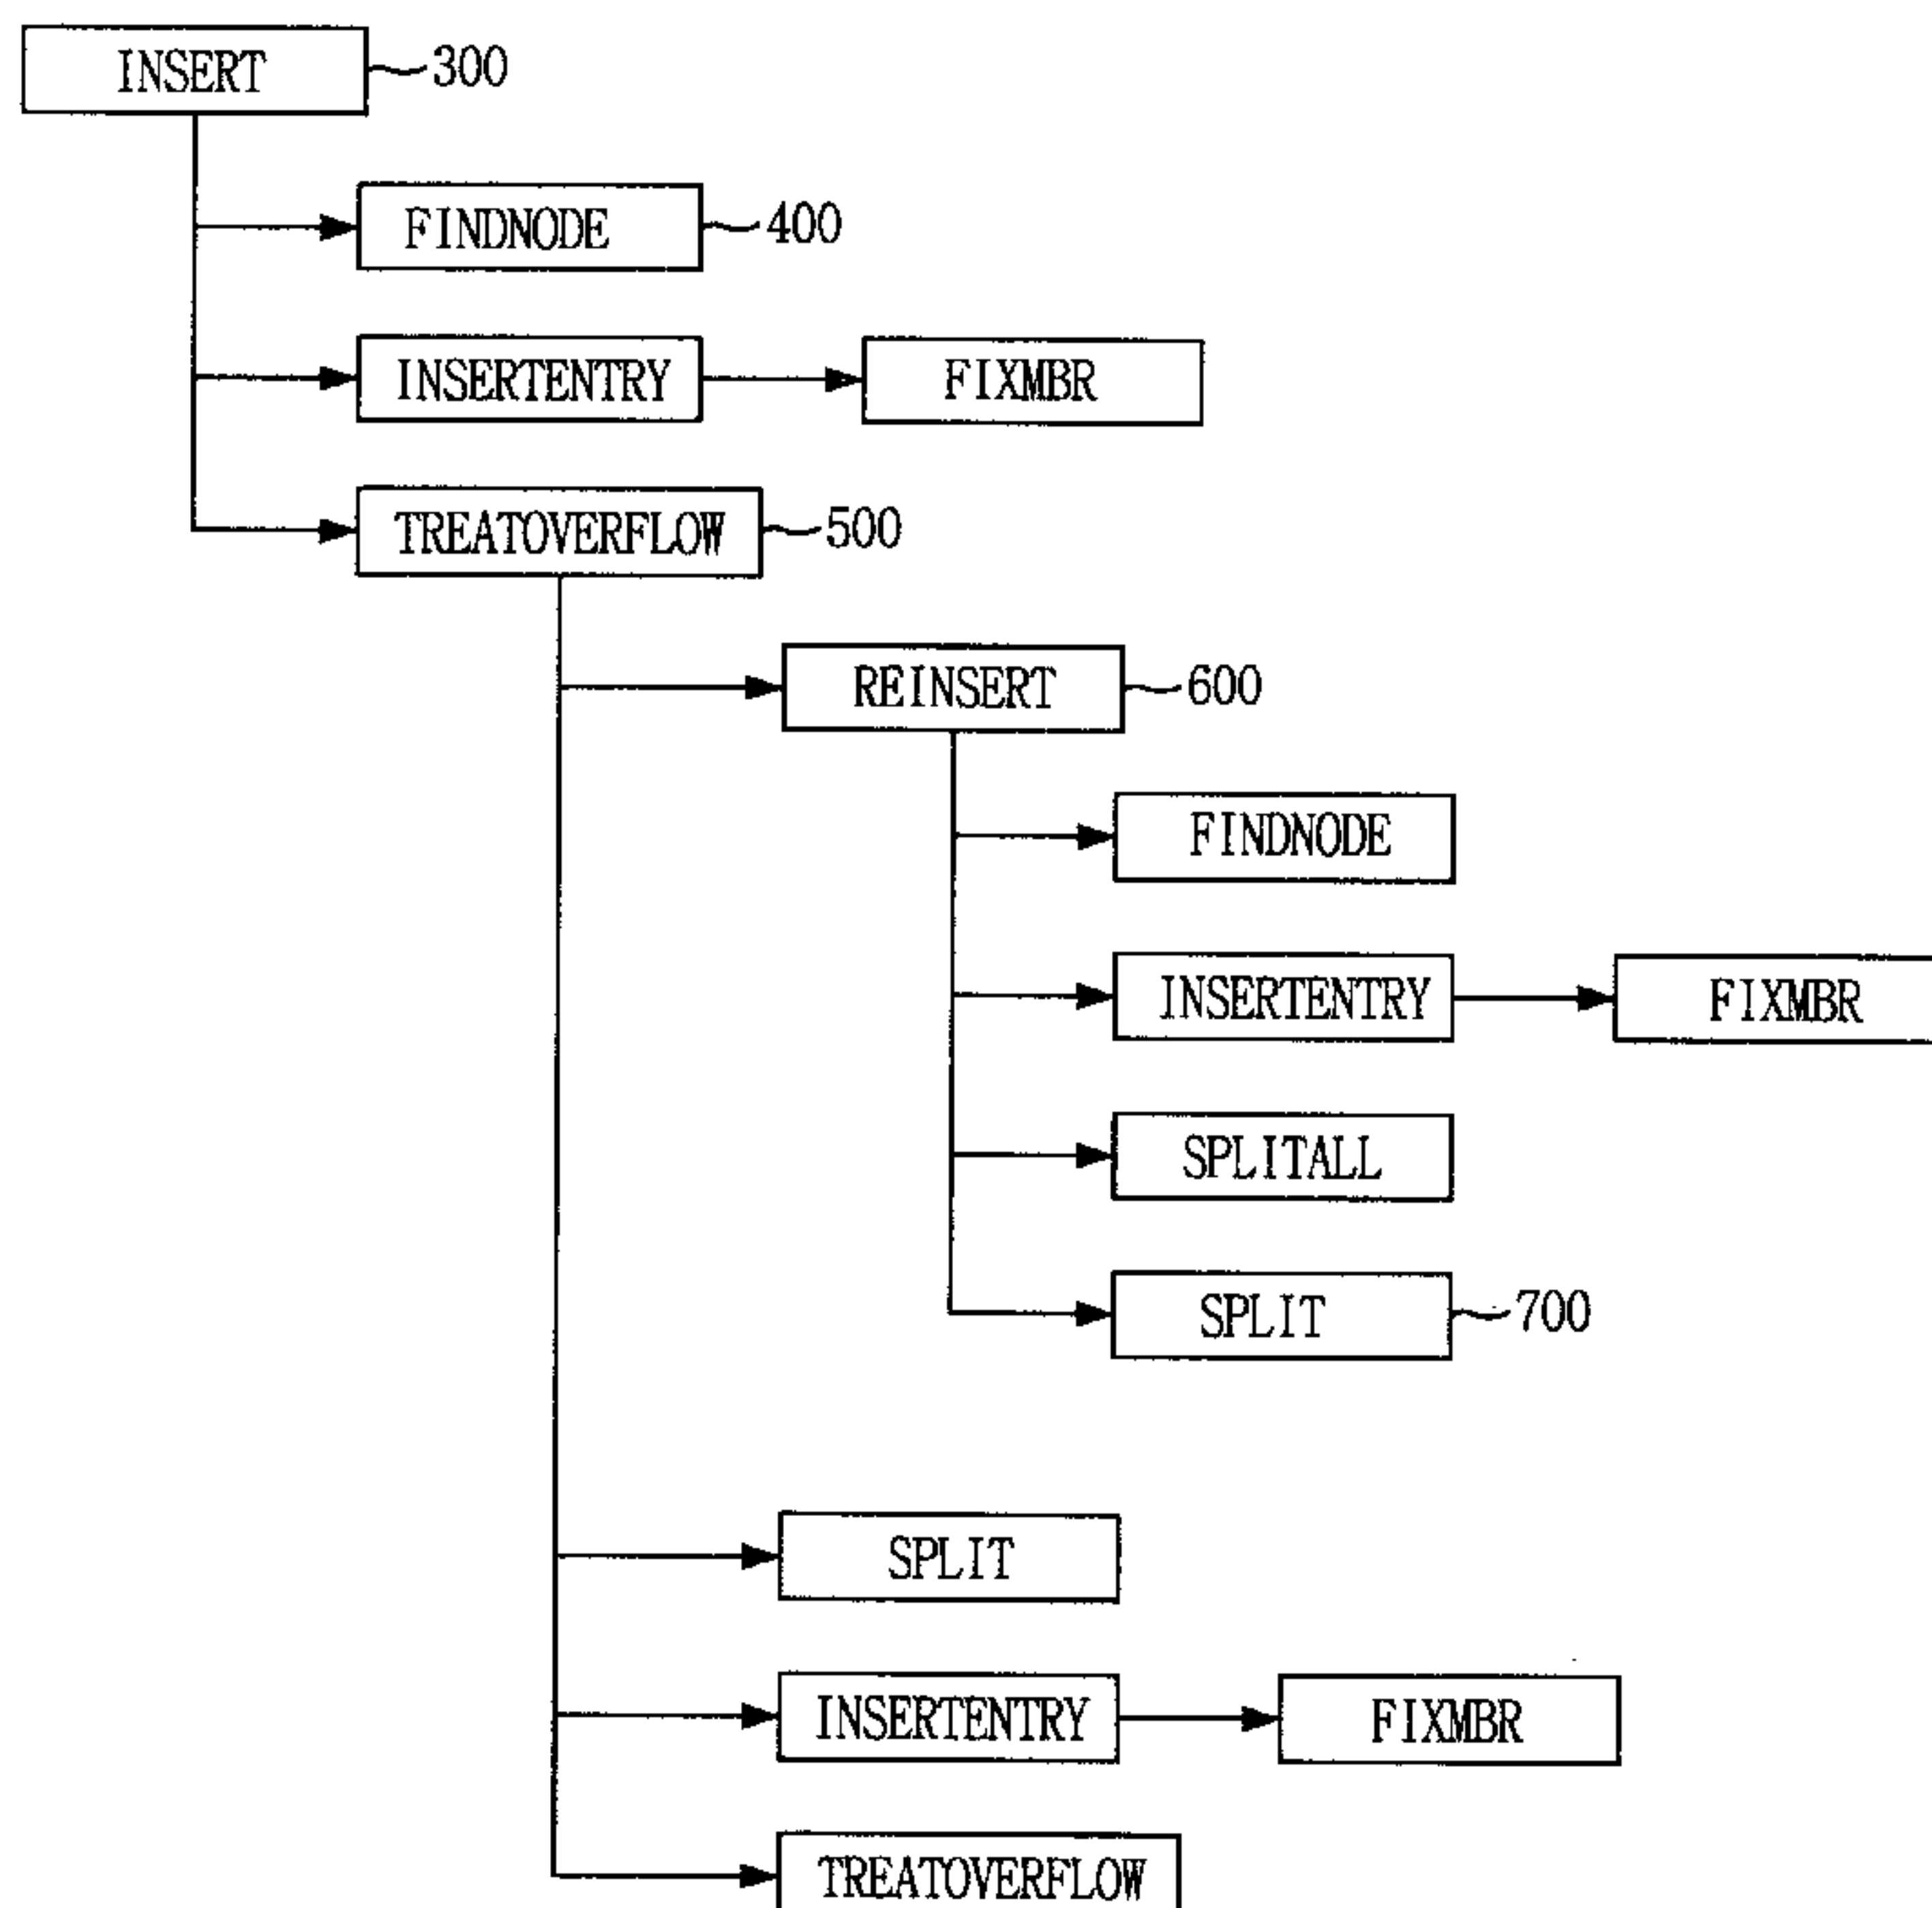 INSERT 300
FINDNODE 400
INSERTENTRY FIXMBR
TREATOVERFLOW 500
REINSERT 600
FINDNODE
INSERTENTRY FIXMBR
SPLITALL
SPLIT 700
SPLIT
INSERTENTRY FIXMBR
TREATOVERFLOW